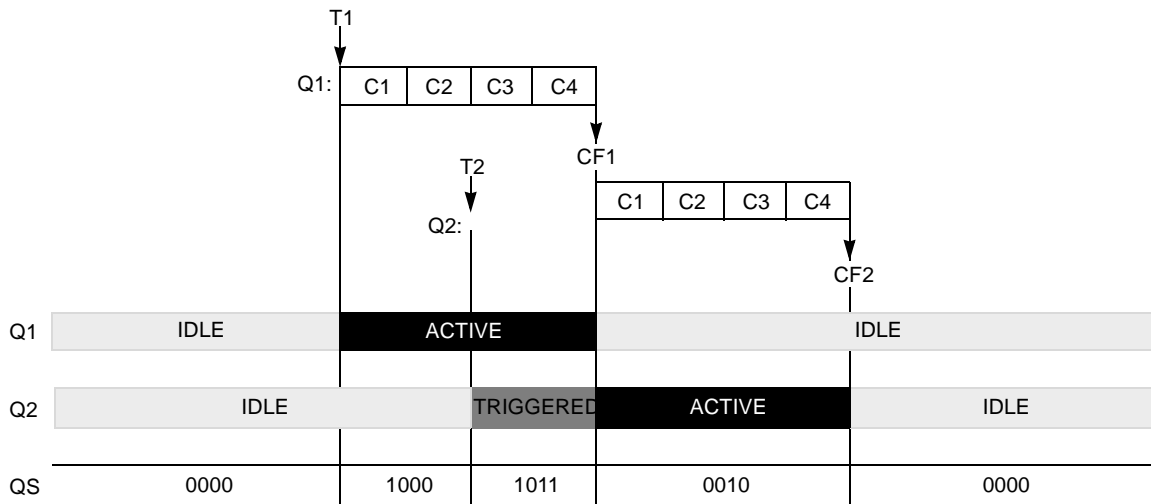 T1
Q1: C1 C2 C3 C4
CF1
T2
C1 C2 C3 C4
Q2:
CF2
Q1 IDLE ACTIVE IDLE
Q2 IDLE TRIGGERED ACTIVE IDLE
QS 0000 1000 1011 0010 0000